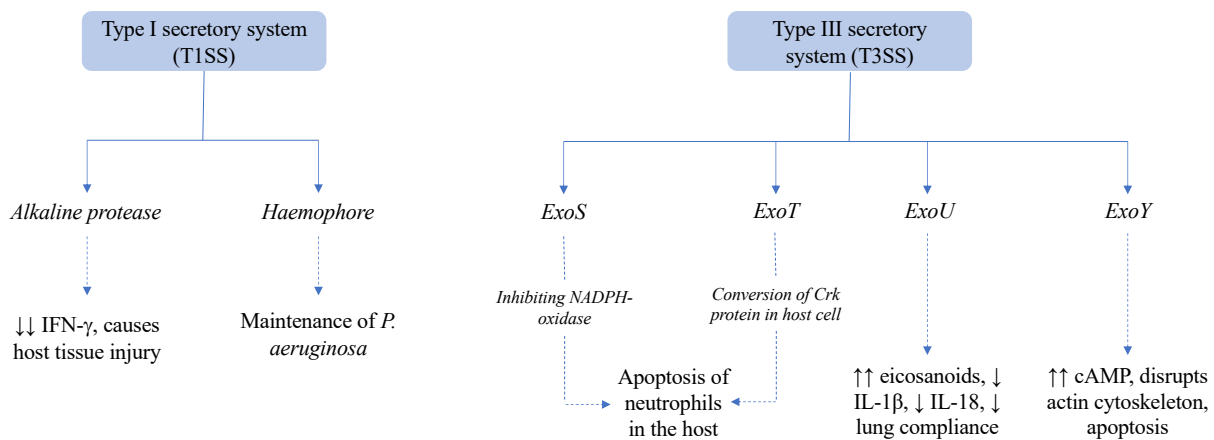 Type I secretory system
(T1SS)
Type III secretory
system (T3SS)
Alkaline protease
Haemophore
ExoS
ExoT
ExoU
ExoY
Inhibiting NADPH-
oxidase
Conversion of Crk
protein in host cell
↓↓ IFN-γ, causes
host tissue injury
Maintenance of P.
aeruginosa
Apoptosis of
neutrophils
in the host
↑↑ eicosanoids, ↓
IL-1β, ↓ IL-18, ↓
lung compliance
↑↑ cAMP, disrupts
actin cytoskeleton,
apoptosis